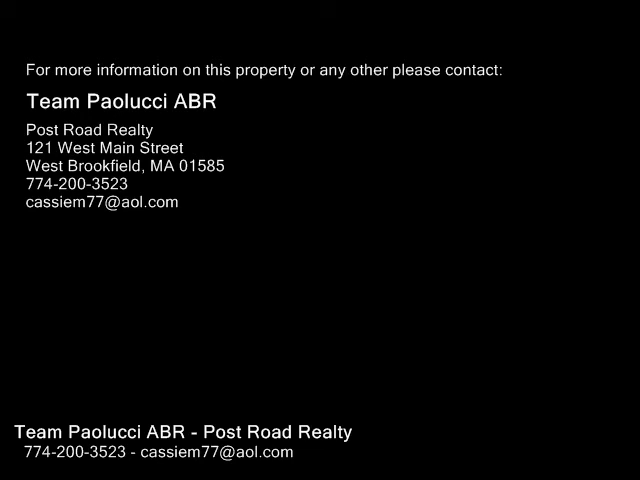 For more information on this property or any other please contact:
Team Paolucci ABR
Post Road Realty
121 West Main Street
West Brookfield, MA 01585
774-200-3523
cassiem77@aol.com
Team Paolucci ABR - Post Road Realty
774-200-3523 - cassiem77@aol.com